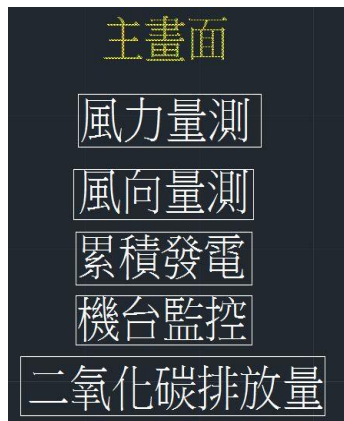 主畫面
風力量測
風向量測
累積發電
機台監控
二氧化碳排放量